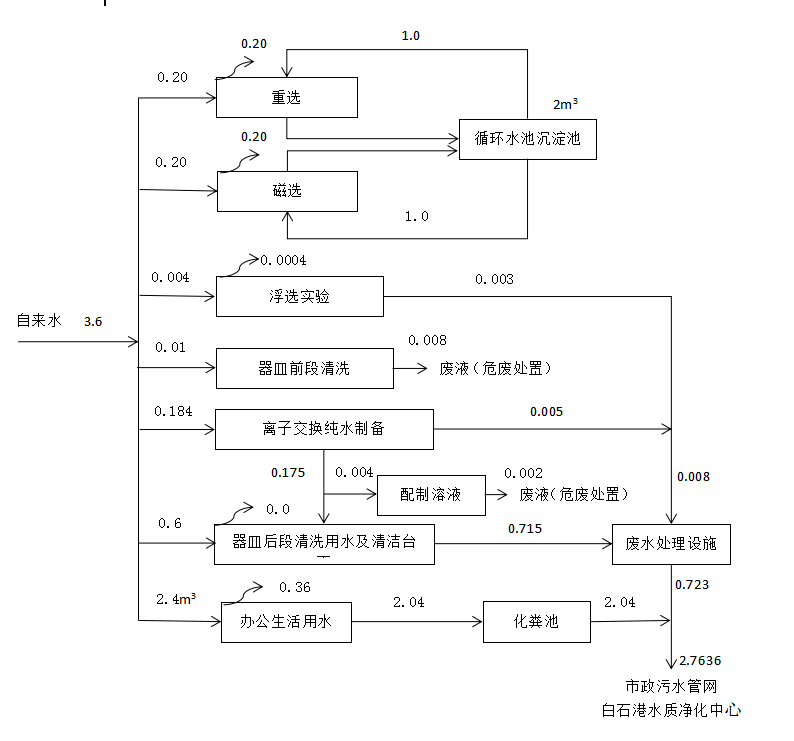 1.0
0.20
0.20
重选
2m³
循环水池沉淀池
0.20
0.20
磁选
1.0
0.0004
0.004
浮选实验
0.003
自来水 3.6
0.01
器皿前段清洗
0.008
废液（危废处置）
0.184
离子交换纯水制备
0.005
0.175
0.004
配制溶液
0.002
废液（危废处置）
0.008
0.0
0.6
器皿后段清洗用水及清洁台
0.715
废水处理设施
0.723
2.4m³
0.36
办公生活用水
2.04
化粪池
2.04
2.7636
市政污水管网
白石港水质净化中心